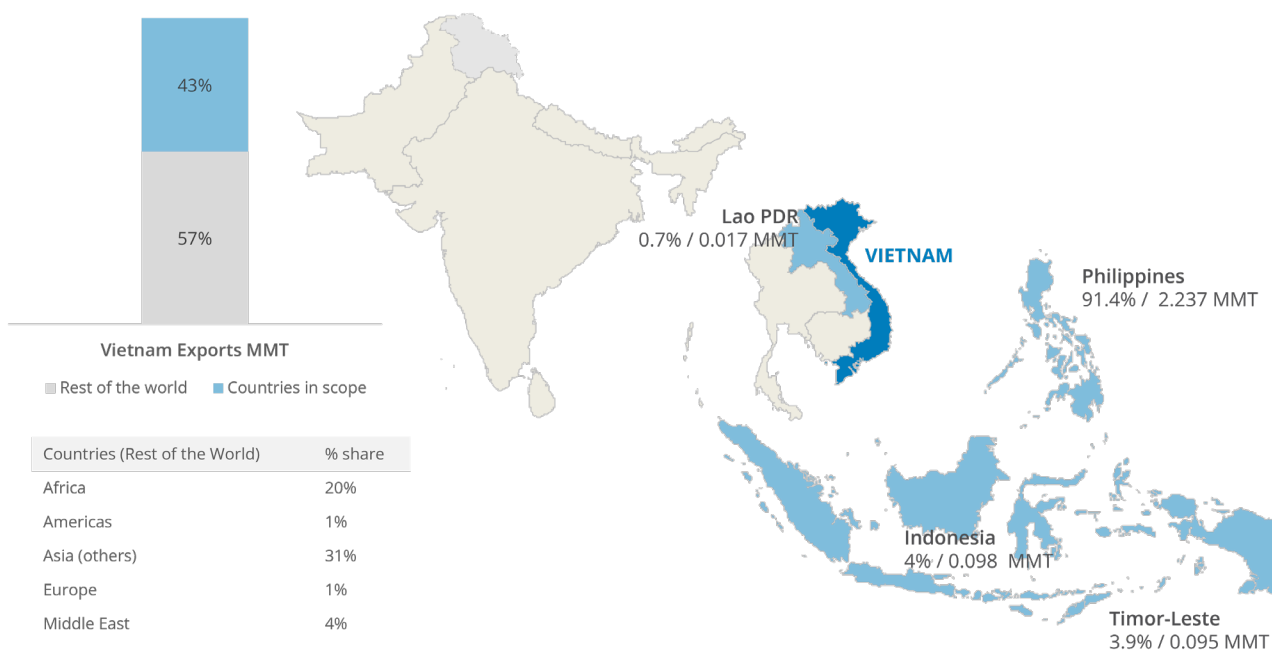 43%
57%
Vietnam Exports MMT
Rest of the world
Countries in scope
Countries (Rest of the World) % share
Africa 20%
Americas 1%
Asia (others) 31%
Europe 1%
Middle East 4%
Lao PDR
0.7% / 0.017 MMT
VIETNAM
Philippines
91.4% / 2.237 MMT
Indonesia
4% / 0.098 MMT
Timor-Leste
3.9% / 0.095 MMT